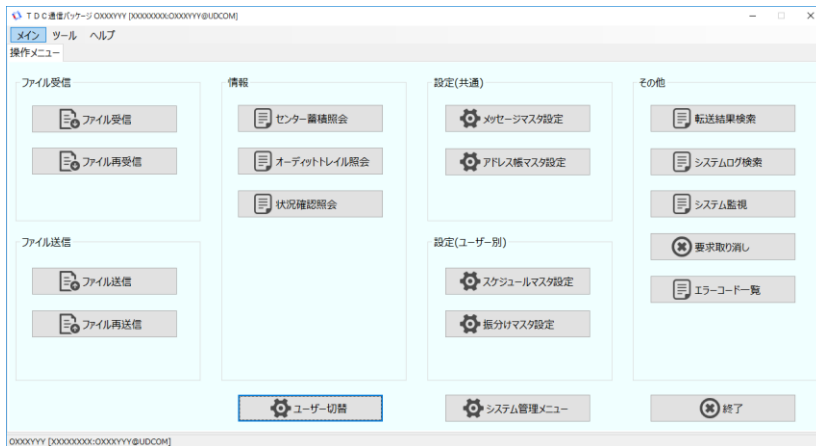 TDC通信パッケージ OXXXYYY [XXXXXXXX:OXXXYYY@UDCOM]
メイン ツール ヘルプ
操作メニュー
ファイル受信
ファイル受信
ファイル再受信
ファイル送信
ファイル送信
ファイル再送信
情報
センター蓄積照会
オーディットトレイル照会
状況確認照会
設定(共通)
メッセージマスタ設定
アドレス帳マスタ設定
設定(ユーザー別)
スケジュールマスタ設定
振分けマスタ設定
その他
転送結果検索
システムログ検索
システム監視
要求取り消し
エラーコード一覧
ユーザー切替
システム管理メニュー
終了
OXXXYYY [XXXXXXXX:OXXXYYY@UDCOM]